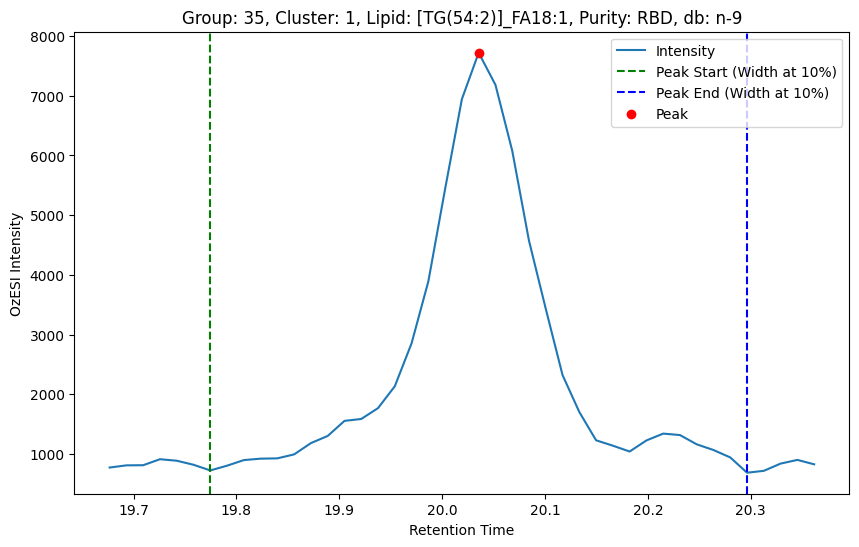 Group: 35, Cluster: 1, Lipid: [TG(54:2)]_FA18:1, Purity: RBD, db: n-9
8000
7000
6000
5000
4000
3000
2000
1000
OzESI Intensity
Intensity
Peak Start (Width at 10%)
Peak End (Width at 10%)
Peak
19.7 19.8 19.9 20.0 20.1 20.2 20.3
Retention Time